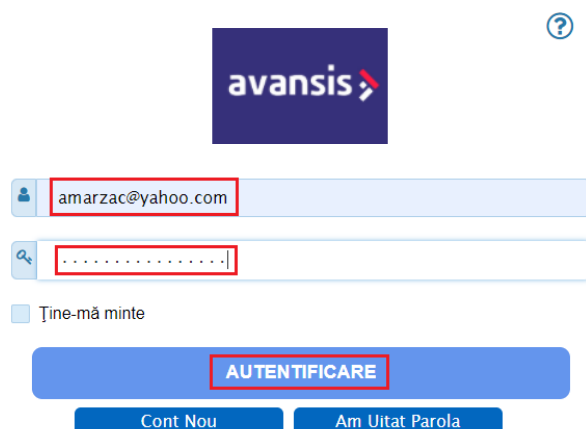 ?
avansis
amarzac@yahoo.com
................
Ţine-mă minte
AUTENTIFICARE
Cont Nou
Am Uitat Parola